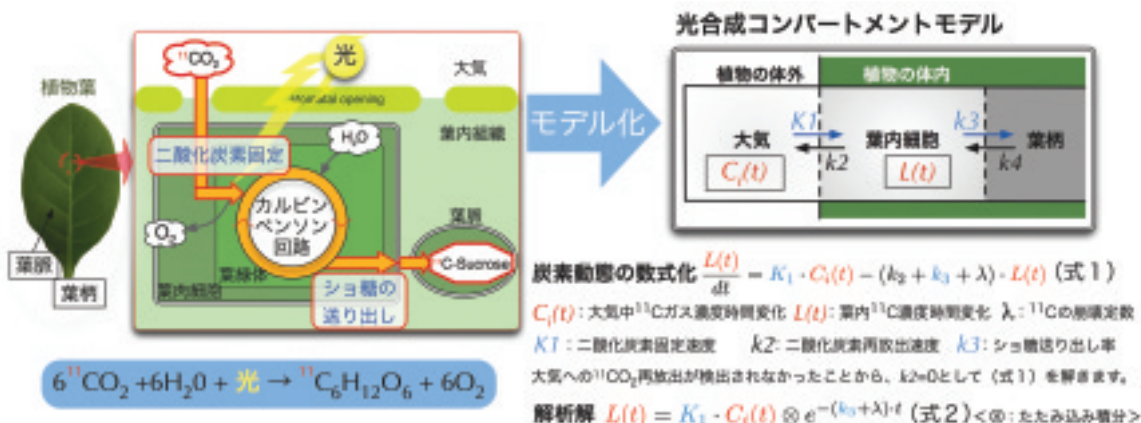 植物葉
葉脈
葉柄
¹¹CO₂
光
大気
Stomatal opening
葉内組織
二酸化炭素固定
H₂O
O₂
カルビン
ベンソン
回路
葉緑体
葉内細胞
葉脈
¹¹C-Sucrose
ショ糖の
送り出し
6¹¹CO₂ +6H₂0 + 光 → ¹¹C₆H₁₂O₆ + 6O₂
モデル化
光合成コンパートメントモデル
植物の体外
植物の体内
大気
Cᵢ(t)
K1
k2
葉内細胞
L(t)
k3
k4
葉柄
炭素動態の数式化 L(t)/dt = K₁ · Cᵢ(t) − (k₂ + k₃ + λ) · L(t) (式1)
Cᵢ(t):大気中¹¹Cガス濃度時間変化 L(t):葉内¹¹C濃度時間変化 λ:¹¹Cの崩壊定数
K1:二酸化炭素固定速度 k2:二酸化炭素再放出速度 k3:ショ糖送り出し率
大気への¹¹CO₂再放出が検出されなかったことから、k2=0として(式1)を解きます。
解析解 L(t) = K₁ · Cᵢ(t) ⊗ e^−(k₃+λ)·t (式2)<⊗:たたみ込み積分>